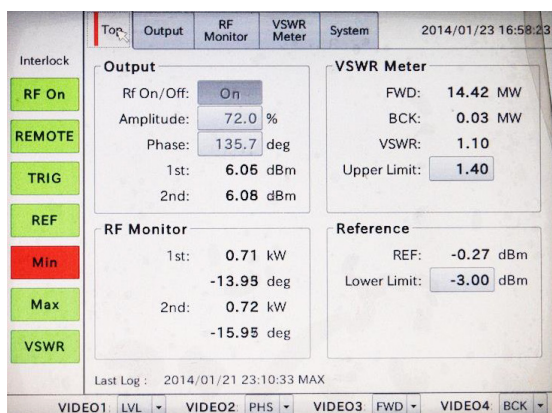 Top Output RF Monitor VSWR Meter System 2014/01/23 16:58:23
Interlock
RF On
REMOTE
TRIG
REF
Min
Max
VSWR
Output
Rf On/Off: On
Amplitude: 72.0 %
Phase: 135.7 deg
1st: 6.05 dBm
2nd: 6.08 dBm
VSWR Meter
FWD: 14.42 MW
BCK: 0.03 MW
VSWR: 1.10
Upper Limit: 1.40
RF Monitor
1st: 0.71 kW
-13.95 deg
2nd: 0.72 kW
-15.95 deg
Reference
REF: -0.27 dBm
Lower Limit: -3.00 dBm
Last Log : 2014/01/21 23:10:33 MAX
VIDEO1: LVL VIDEO2: PHS VIDEO3: FWD VIDEO4: BCK